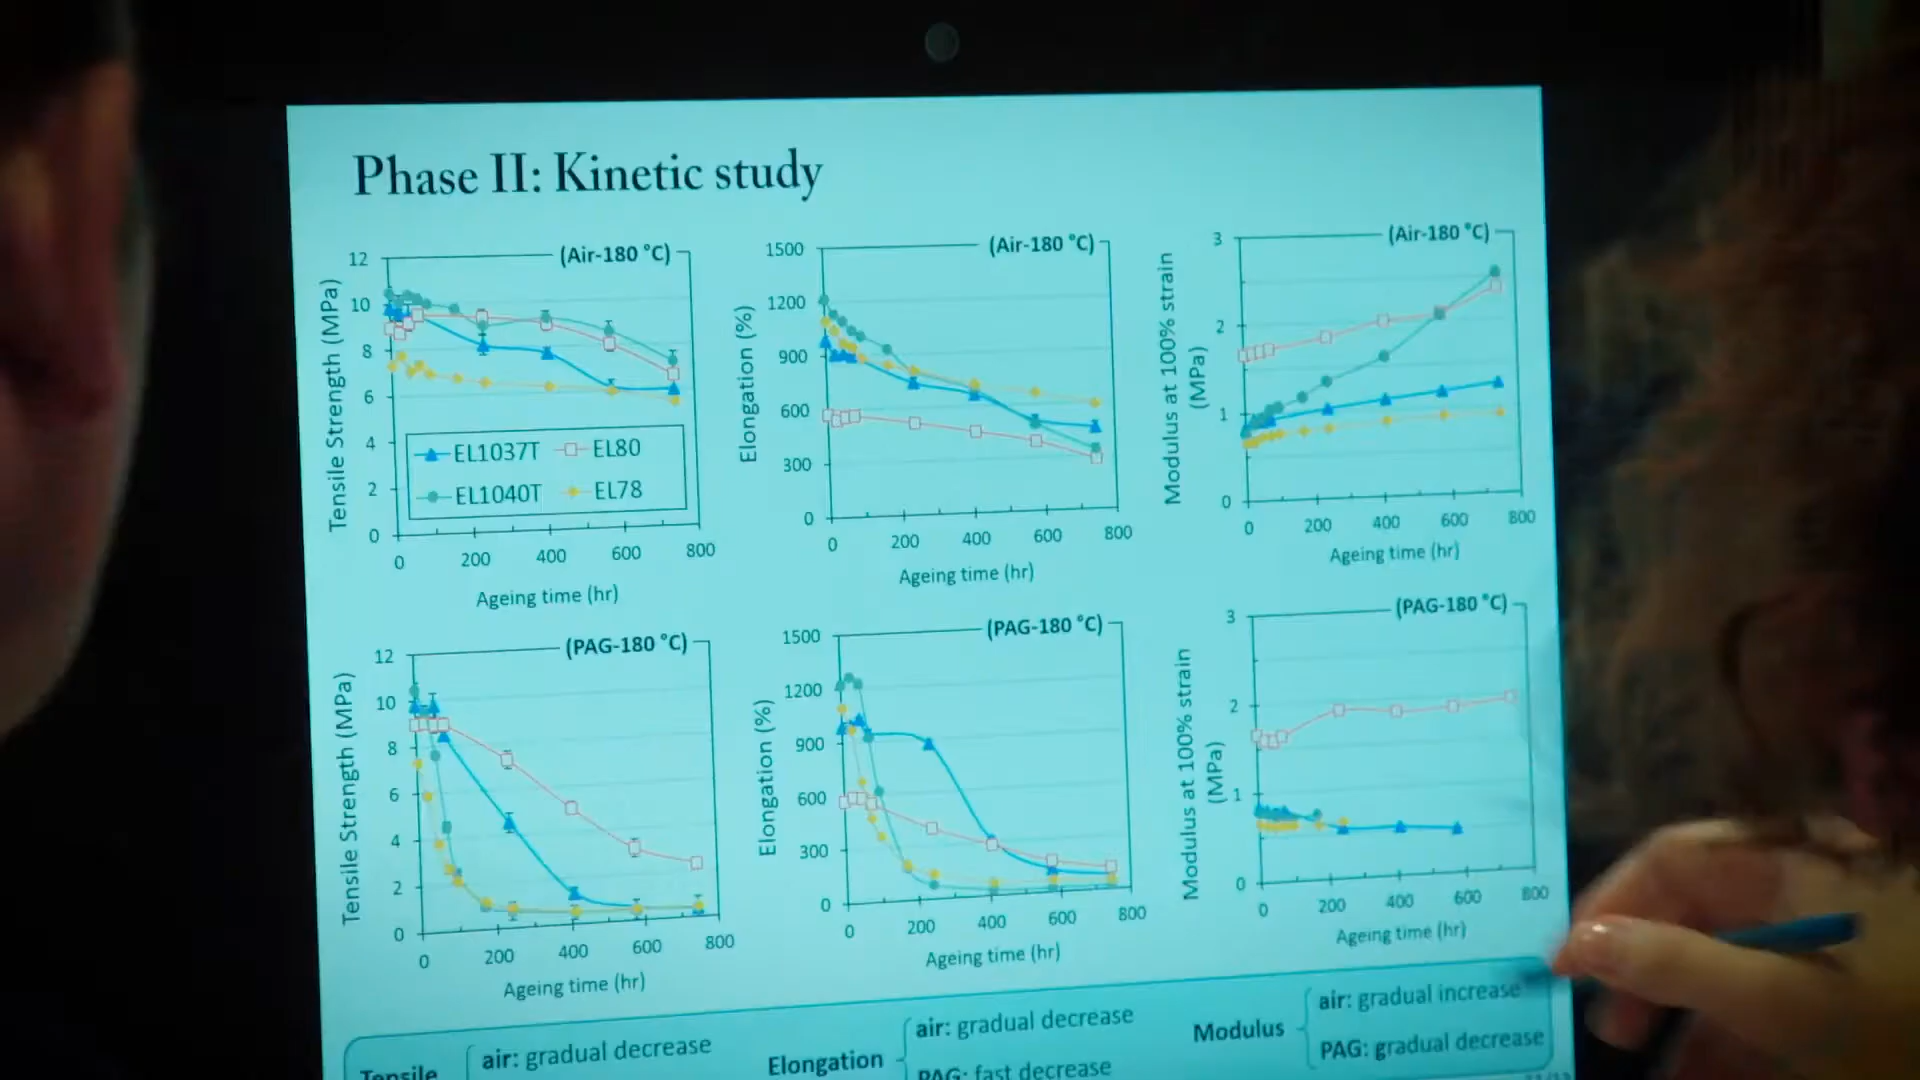 Phase II: Kinetic study
(Air-180 °C)
12
10
8
6
4
2
0
Tensile Strength (MPa)
EL1037T
EL80
EL1040T
EL78
0 200 400 600 800
Ageing time (hr)
(Air-180 °C)
1500
1200
900
600
300
0
Elongation (%)
0 200 400 600 800
Ageing time (hr)
(Air-180 °C)
3
2
1
0
Modulus at 100% strain
(MPa)
0 200 400 600 800
Ageing time (hr)
(PAG-180 °C)
12
10
8
6
4
2
0
Tensile Strength (MPa)
0 200 400 600 800
Ageing time (hr)
(PAG-180 °C)
1500
1200
900
600
300
0
Elongation (%)
0 200 400 600 800
Ageing time (hr)
(PAG-180 °C)
3
2
1
0
Modulus at 100% strain
(MPa)
0 200 400 600 800
Ageing time (hr)
Tensile
air: gradual decrease
Elongation
air: gradual decrease
PAG: fast decrease
Modulus
air: gradual increase
PAG: gradual decrease